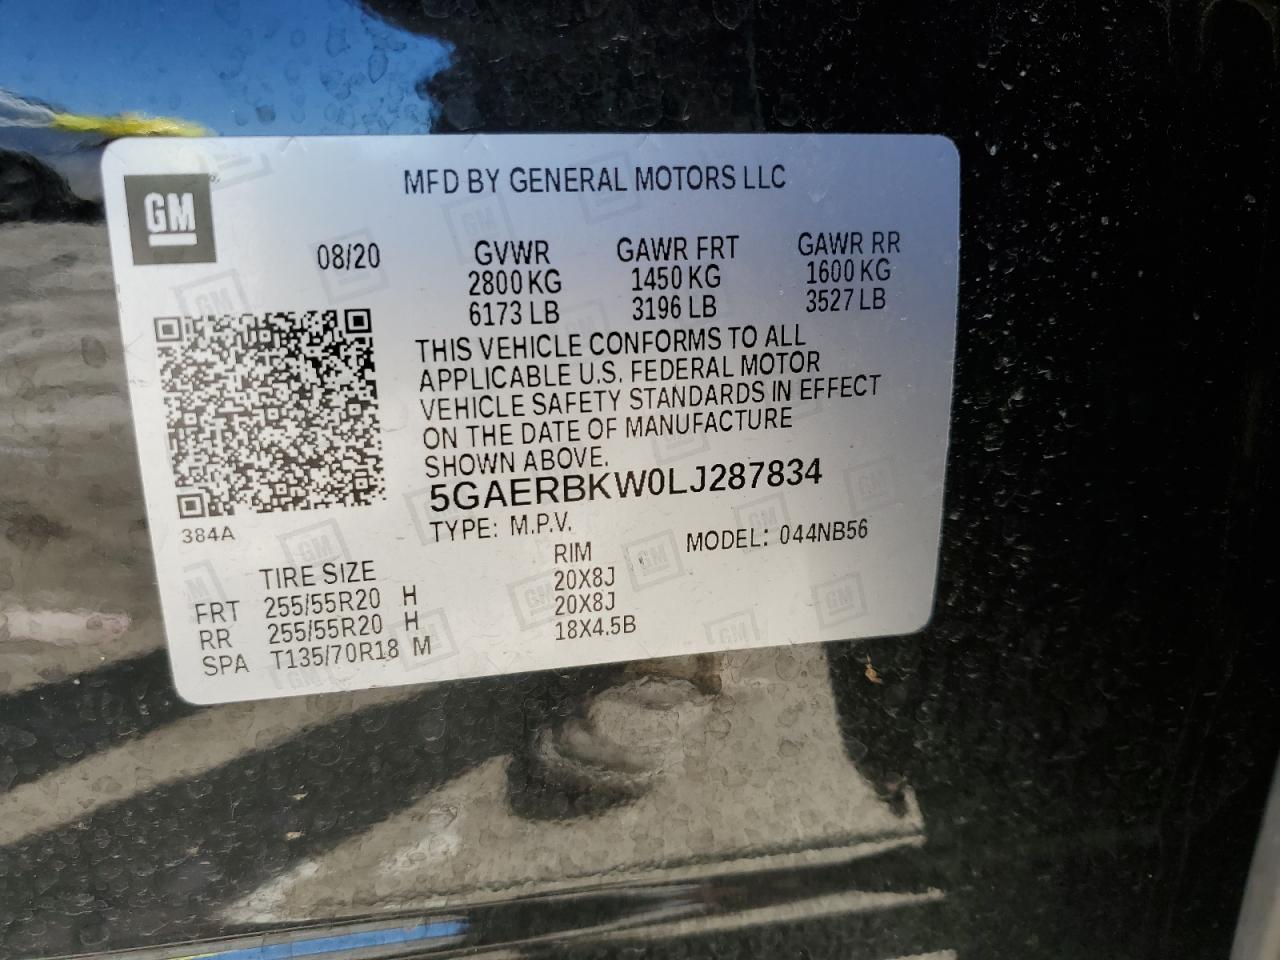 MFD BY GENERAL MOTORS LLC
GM
08/20 GVWR GAWR FRT GAWR RR
2800 KG 1450 KG 1600 KG
6173 LB 3196 LB 3527 LB
THIS VEHICLE CONFORMS TO ALL
APPLICABLE U.S. FEDERAL MOTOR
VEHICLE SAFETY STANDARDS IN EFFECT
ON THE DATE OF MANUFACTURE
SHOWN ABOVE.
5GAERBKW0LJ287834
384A
TYPE: M.P.V. MODEL: 044NB56
TIRE SIZE RIM
FRT 255/55R20 H 20X8J
RR 255/55R20 H 20X8J
SPA T135/70R18 M 18X4.5B